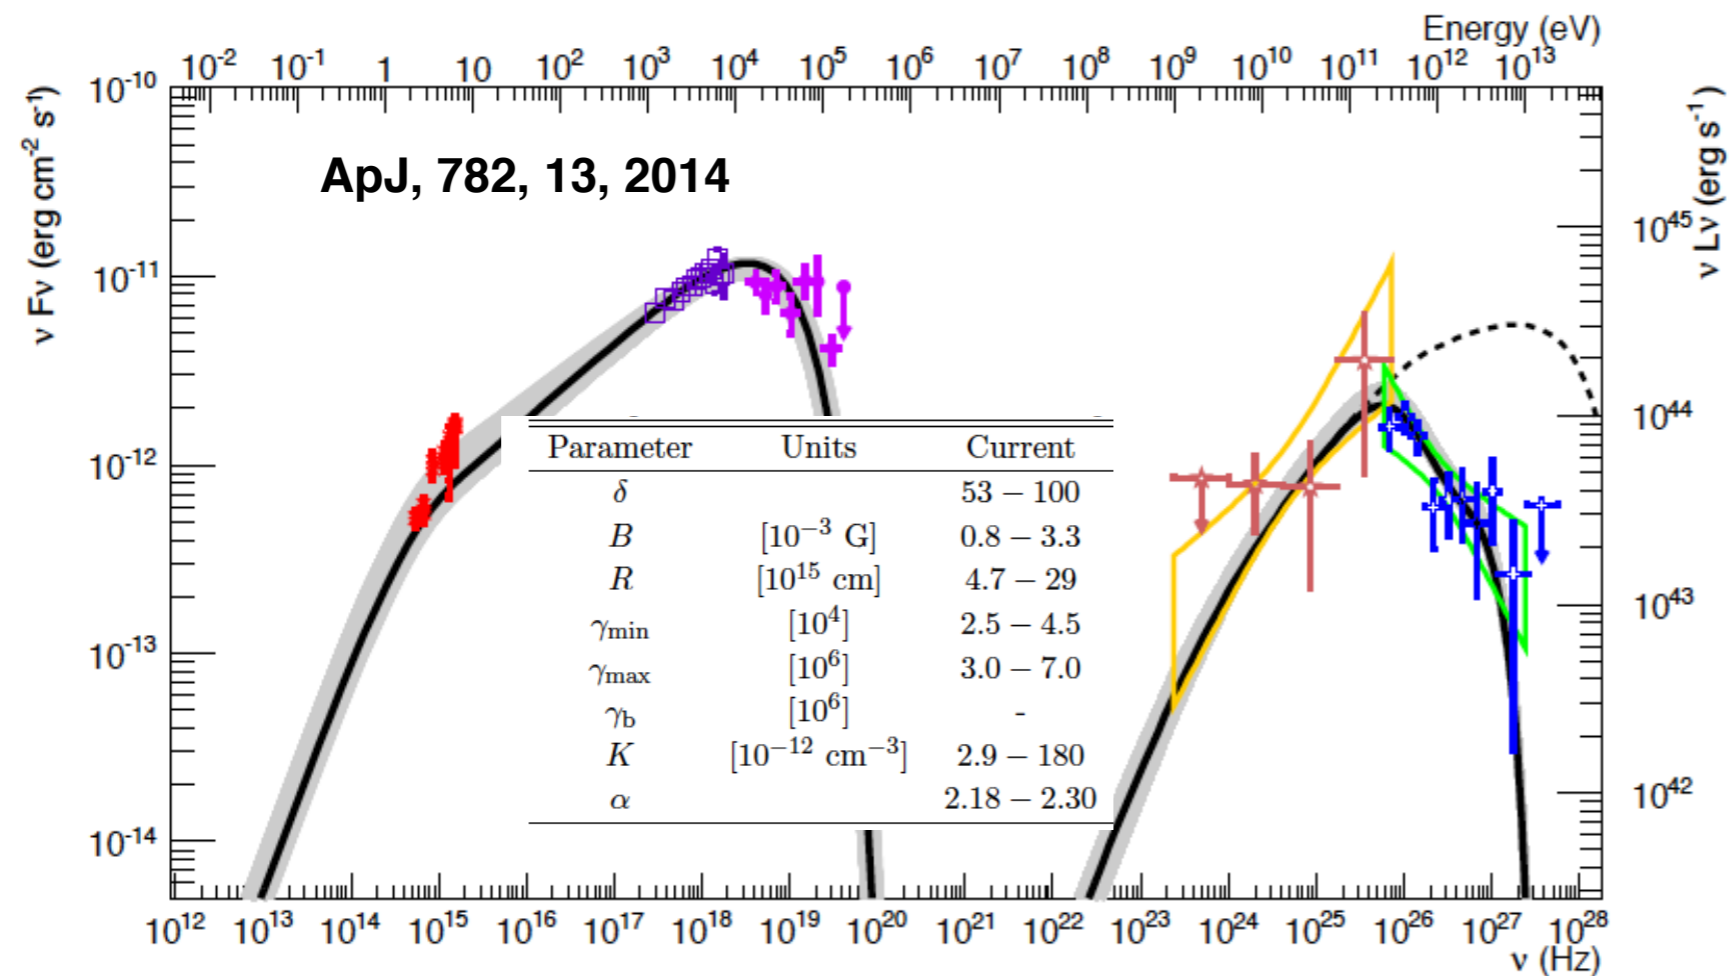 Energy (eV)
10⁻² 10⁻¹ 1 10 10² 10³ 10⁴ 10⁵ 10⁶ 10⁷ 10⁸ 10⁹ 10¹⁰ 10¹¹ 10¹² 10¹³
ν Fν (erg cm⁻² s⁻¹)
10⁻¹⁰
10⁻¹¹
10⁻¹²
10⁻¹³
10⁻¹⁴
ApJ, 782, 13, 2014
Parameter Units Current
δ 53 – 100
B [10⁻³ G] 0.8 – 3.3
R [10¹⁵ cm] 4.7 – 29
γmin [10⁴] 2.5 – 4.5
γmax [10⁶] 3.0 – 7.0
γb [10⁶] -
K [10⁻¹² cm⁻³] 2.9 – 180
α 2.18 – 2.30
ν Lν (erg s⁻¹)
10⁴⁵
10⁴⁴
10⁴³
10⁴²
10¹² 10¹³ 10¹⁴ 10¹⁵ 10¹⁶ 10¹⁷ 10¹⁸ 10¹⁹ 10²⁰ 10²¹ 10²² 10²³ 10²⁴ 10²⁵ 10²⁶ 10²⁷ 10²⁸
ν (Hz)